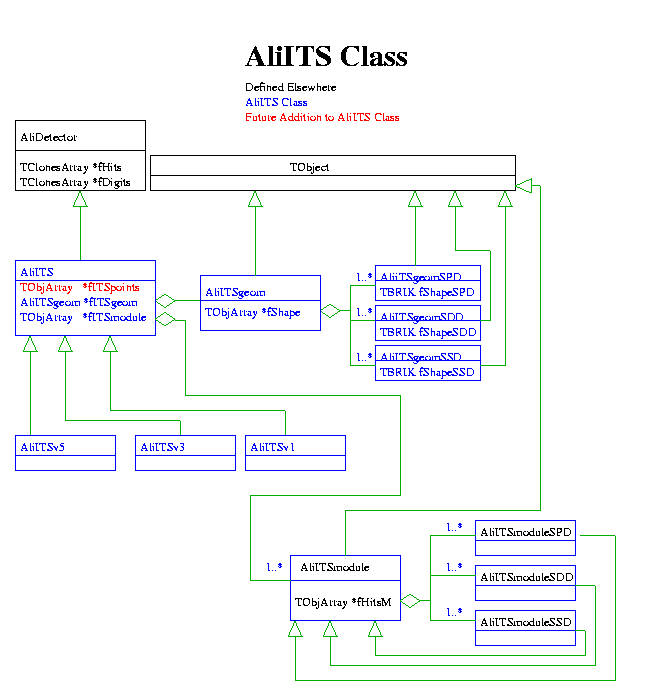 AliITS Class
Defined Elsewhere
AliITS Class
Future Addition to AliITS Class
AliDetector
TClonesArray *fHits
TClonesArray *fDigits
TObject
AliITS
TObjArray *fITSpoints
AliITSgeom *fITSgeom
TObjArray *fITSmodule
AliITSgeom
TObjArray *fShape
1..*
AliITSgeomSPD
TBRIK fShapeSPD
1..*
AliITSgeomSDD
TBRIK fShapeSDD
1..*
AliITSgeomSSD
TBRIK fShapeSSD
AliITSv5
AliITSv3
AliITSv1
1..*
AliITSmodule
TObjArray *fHitsM
1..*
AliITSmoduleSPD
1..*
AliITSmoduleSDD
1..*
AliITSmoduleSSD